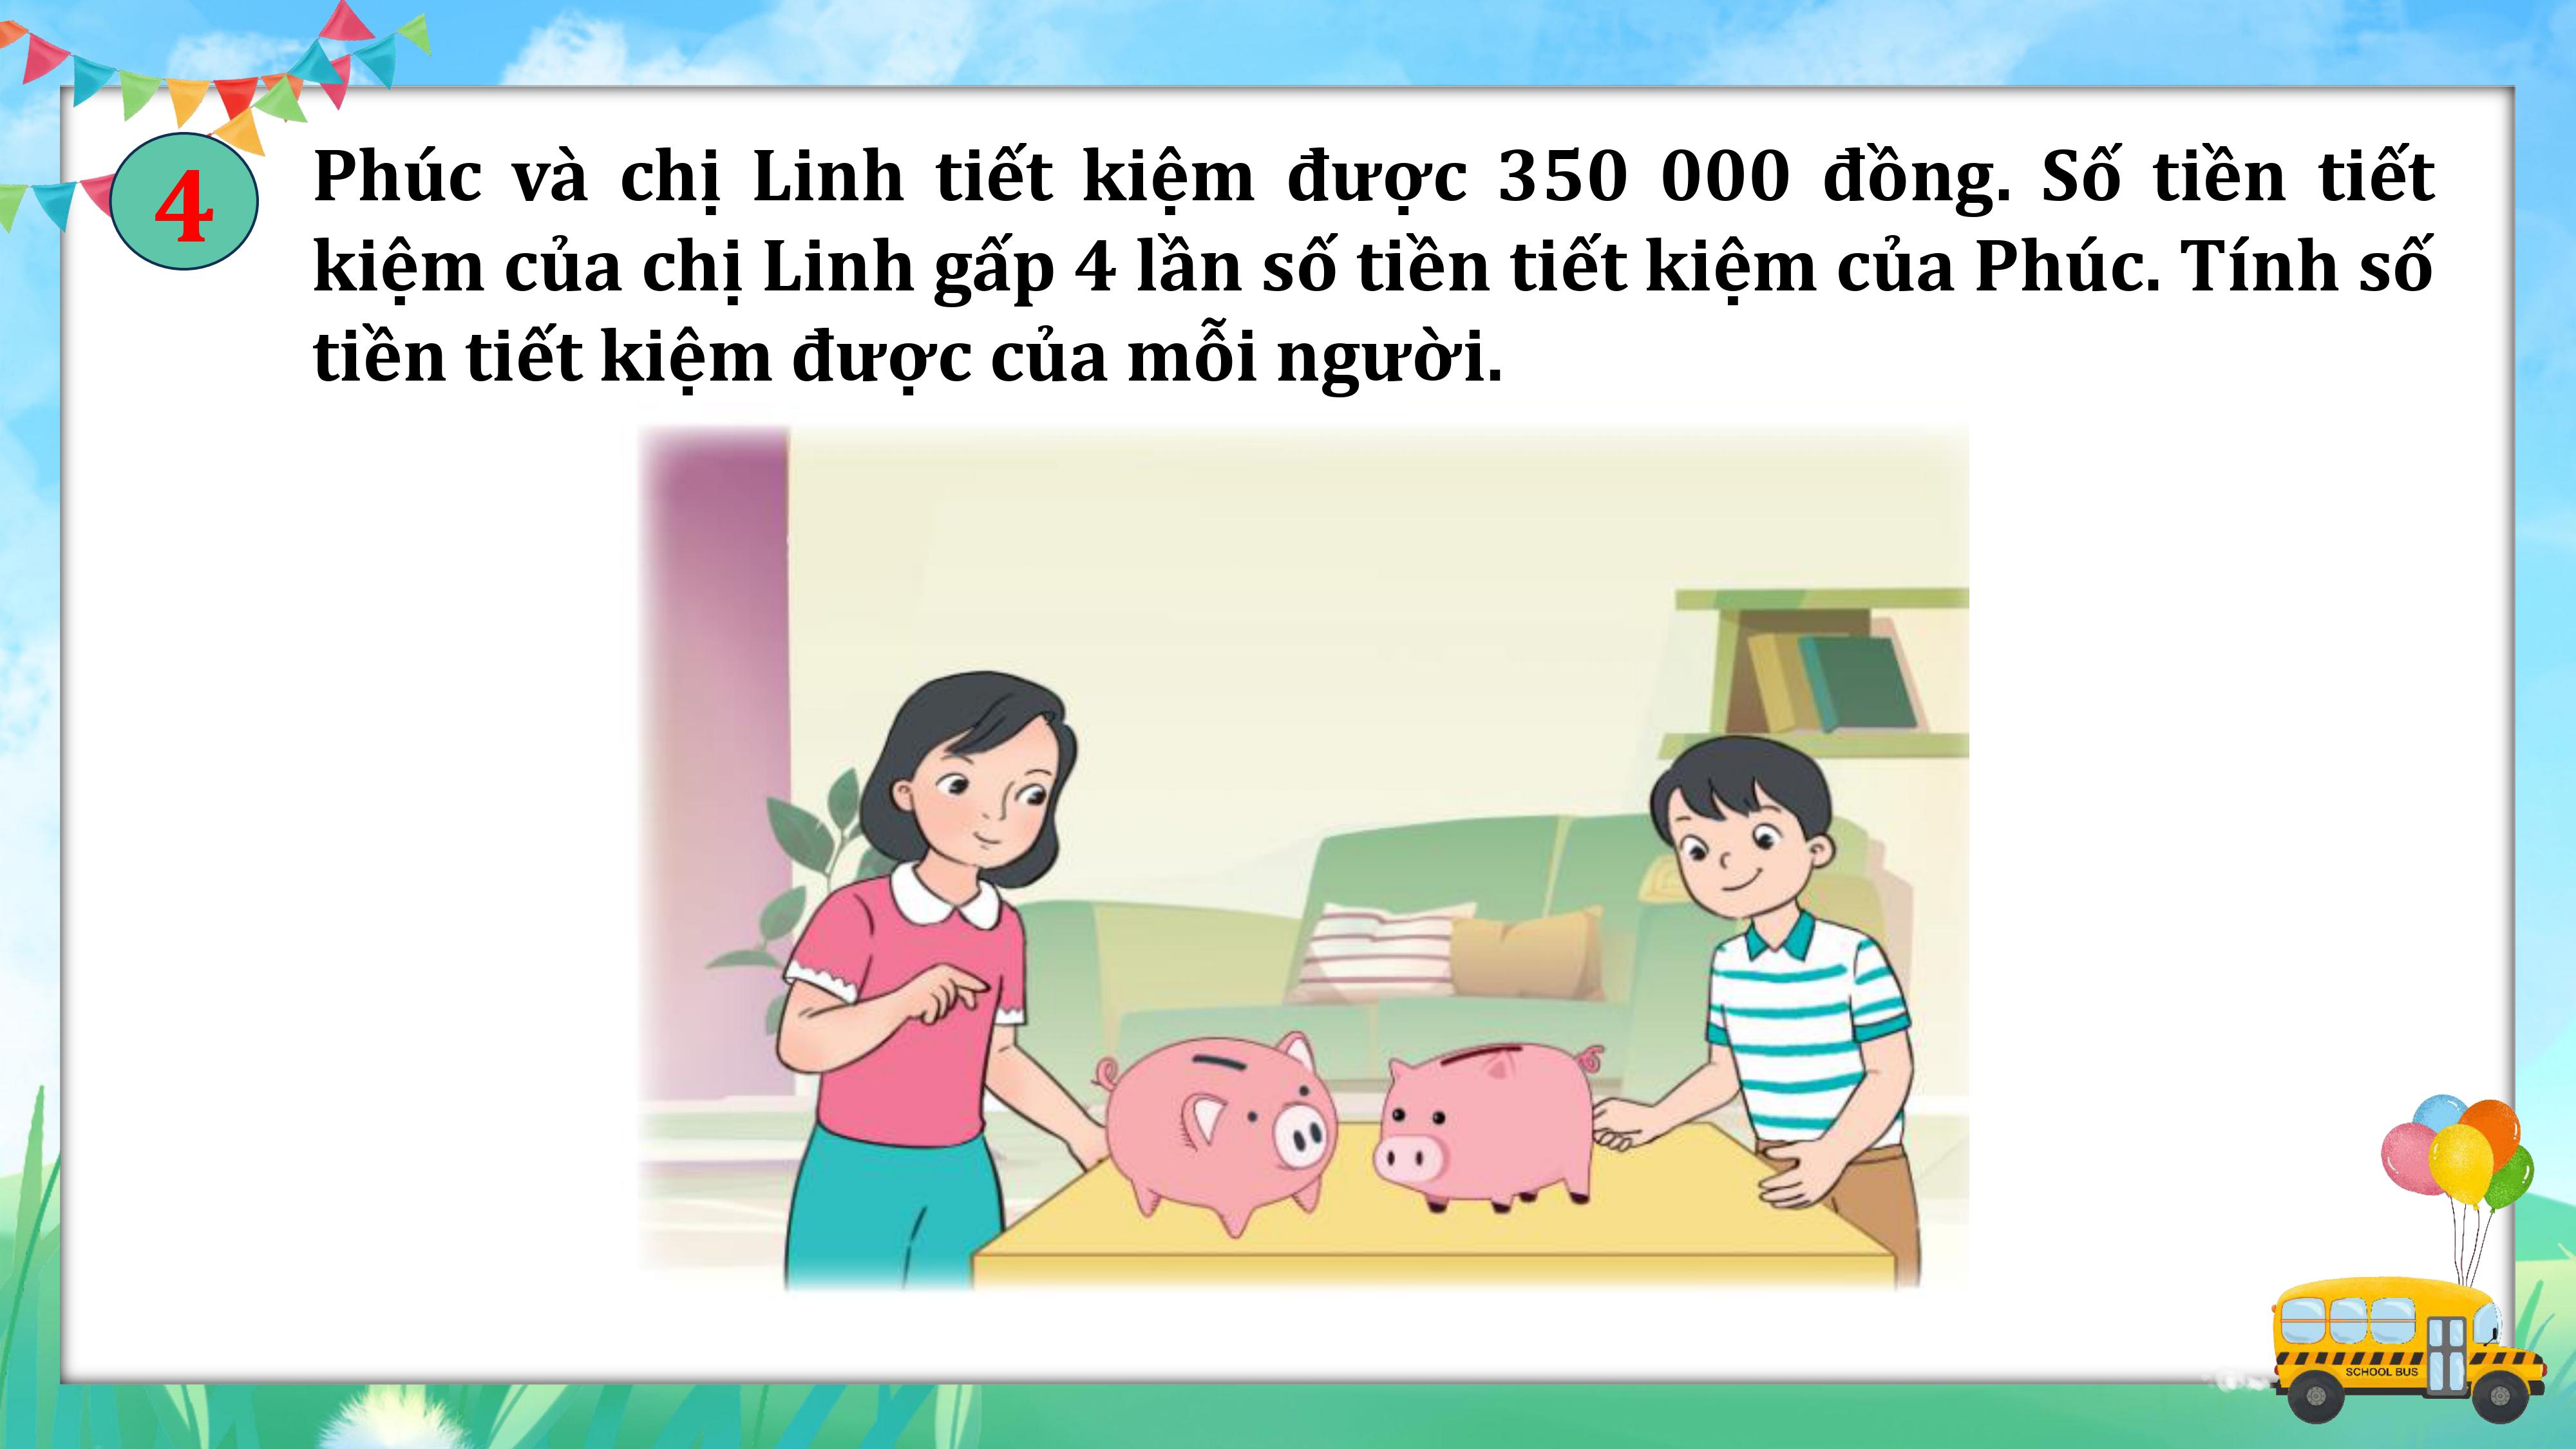 4
Phúc và chị Linh tiết kiệm được 350 000 đồng. Số tiền tiết
kiệm của chị Linh gấp 4 lần số tiền tiết kiệm của Phúc. Tính số
tiền tiết kiệm được của mỗi người.
SCHOOL BUS